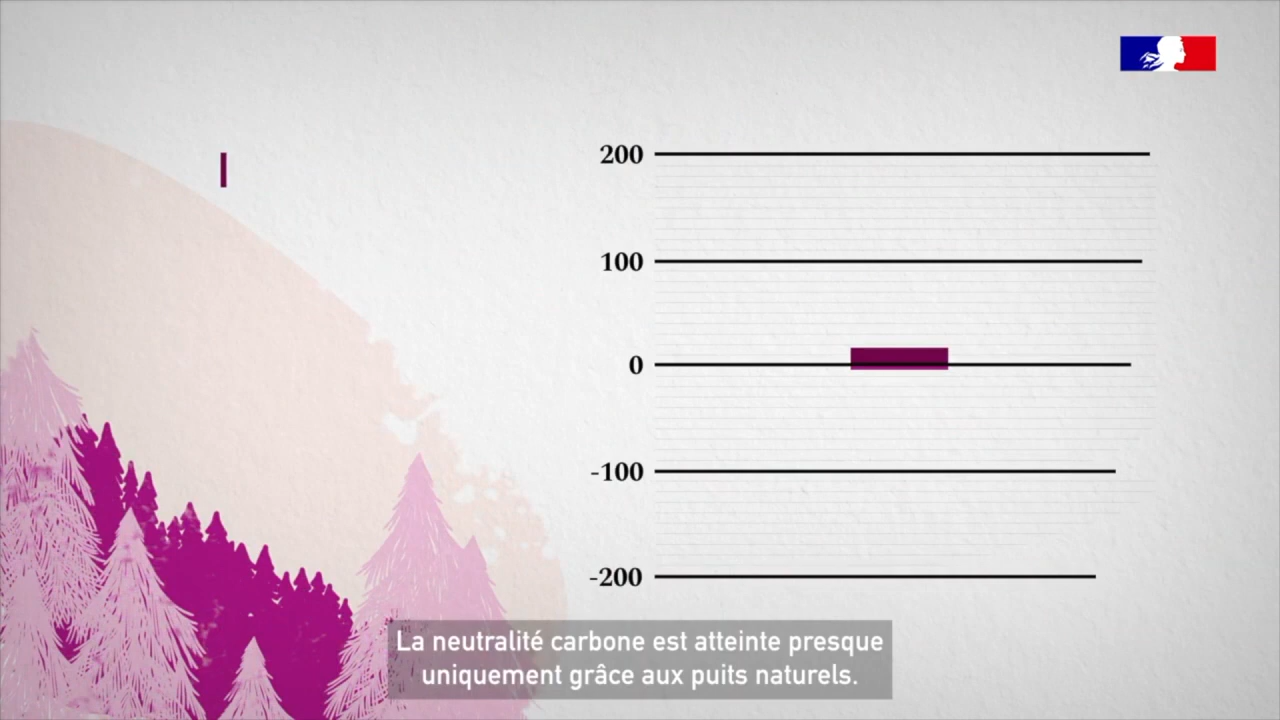 200
100
0
-100
-200
La neutralité carbone est atteinte presque
uniquement grâce aux puits naturels.